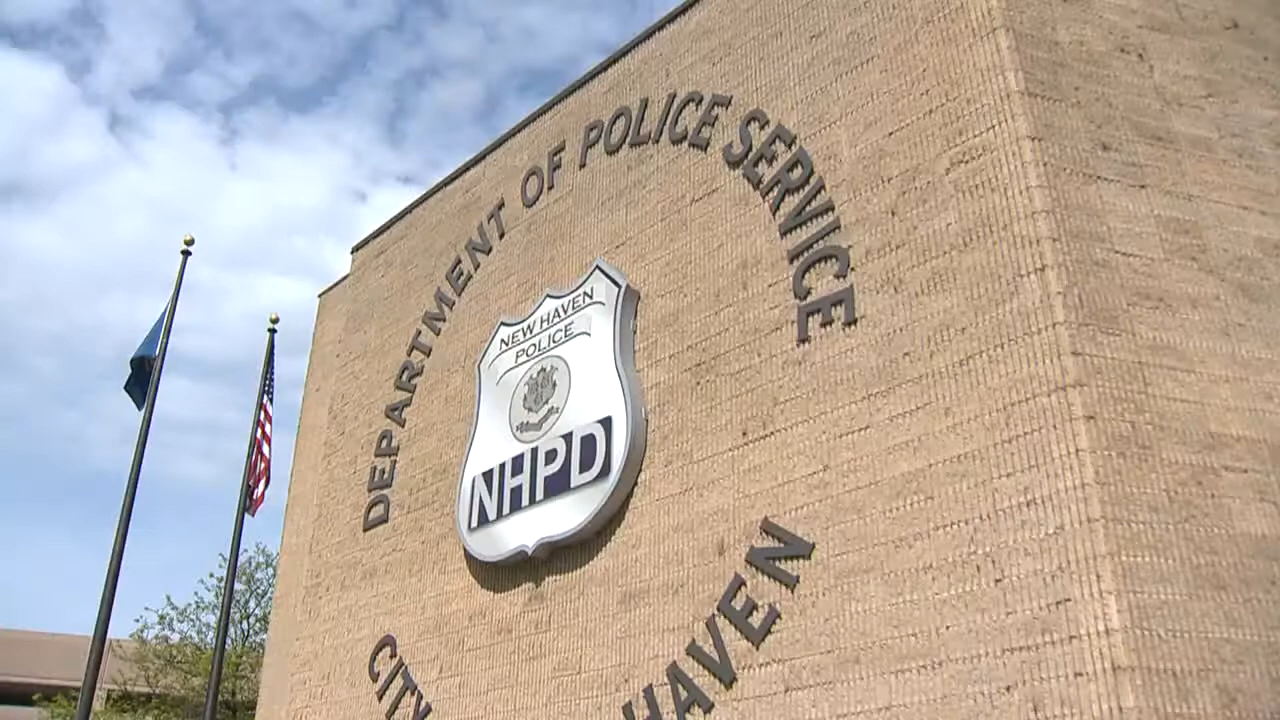 DEPARTMENT OF POLICE SERVICE
NEW HAVEN
POLICE
NHPD
CITY
HAVEN